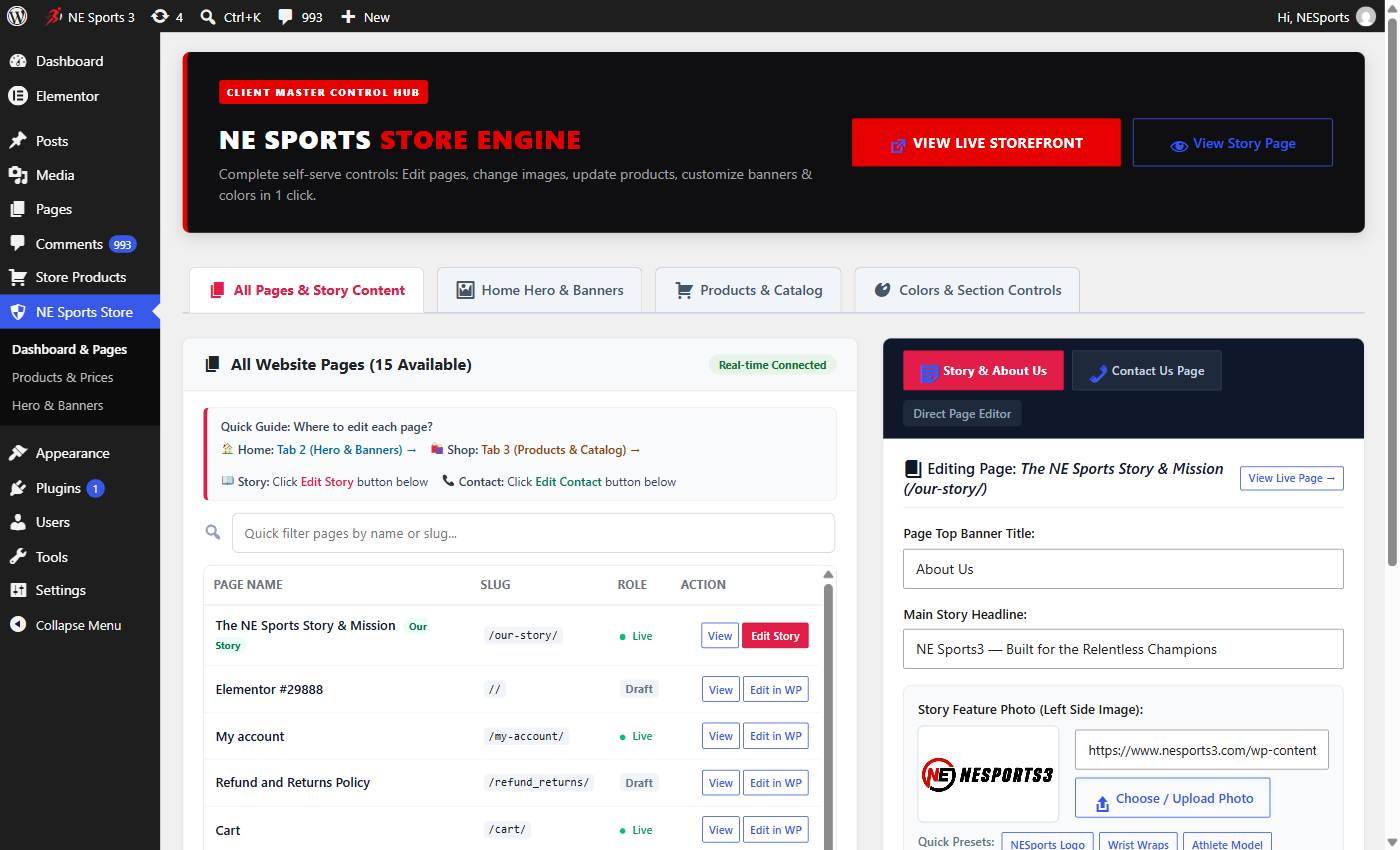 NE Sports 3
4
Ctrl+K
993
New
Hi, NESports
Dashboard
Elementor
Posts
Media
Pages
Comments 993
Store Products
NE Sports Store
Dashboard & Pages
Products & Prices
Hero & Banners
Appearance
Plugins 1
Users
Tools
Settings
Collapse Menu
CLIENT MASTER CONTROL HUB
NE SPORTS STORE ENGINE
Complete self-serve controls: Edit pages, change images, update products, customize banners &
colors in 1 click.
VIEW LIVE STOREFRONT
View Story Page
All Pages & Story Content
Home Hero & Banners
Products & Catalog
Colors & Section Controls
All Website Pages (15 Available)
Real-time Connected
Quick Guide: Where to edit each page?
Home: Tab 2 (Hero & Banners) → Shop: Tab 3 (Products & Catalog) →
Story: Click Edit Story button below Contact: Click Edit Contact button below
Quick filter pages by name or slug...
PAGE NAME SLUG ROLE ACTION
The NE Sports Story & Mission Our
Story
/our-story/ Live View Edit Story
Elementor #29888 // Draft View Edit in WP
My account /my-account/ Live View Edit in WP
Refund and Returns Policy /refund_returns/ Draft View Edit in WP
Cart /cart/ Live View Edit in WP
Story & About Us
Contact Us Page
Direct Page Editor
Editing Page: The NE Sports Story & Mission
(/our-story/)
View Live Page →
Page Top Banner Title:
About Us
Main Story Headline:
NE Sports3 — Built for the Relentless Champions
Story Feature Photo (Left Side Image):
NE NESPORTS3
https://www.nesports3.com/wp-content
Choose / Upload Photo
Quick Presets: NESports Logo Wrist Wraps Athlete Model